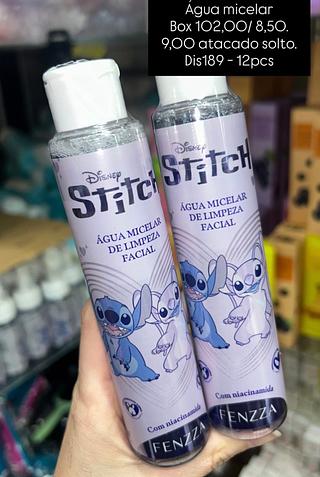 Água micelar
Box 102,00/ 8,50.
9,00 atacado solto.
Dis189 - 12pcs
Disney
Stitch
ÁGUA MICELAR
DE LIMPEZA
FACIAL
Com niacinamida
FENZZA
Disney
Stitch
ÁGUA MICELAR
DE LIMPEZA
FACIAL
Com niacinamida
FENZZA